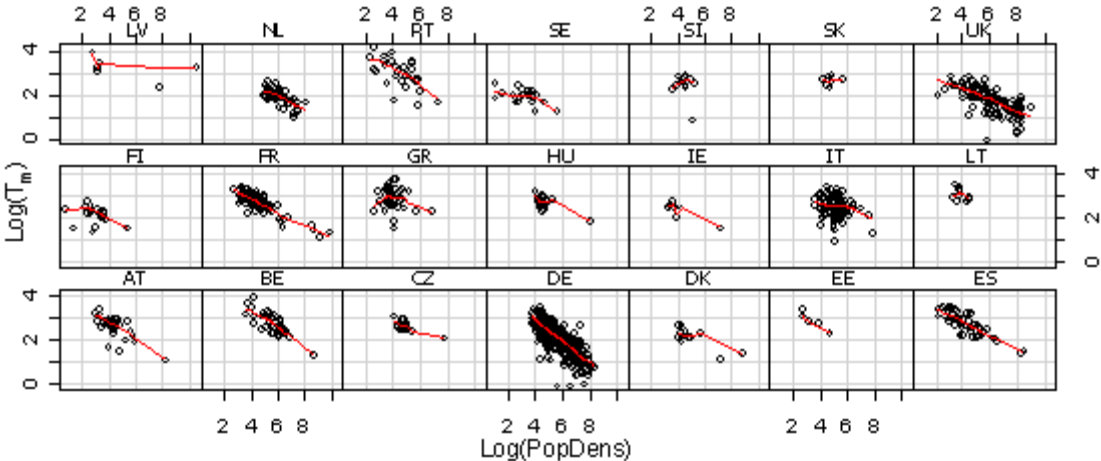 2 4 6 8 2 4 6 8 2 4 6 8 2 4 6 8
LV NL PT SE SI SK UK
4
2
0
FI FR GR HU IE IT LT
4
2
0
AT BE CZ DE DK EE ES
4
2
0
2 4 6 8 2 4 6 8 2 4 6 8
Log(PopDens)
Log(Tm)